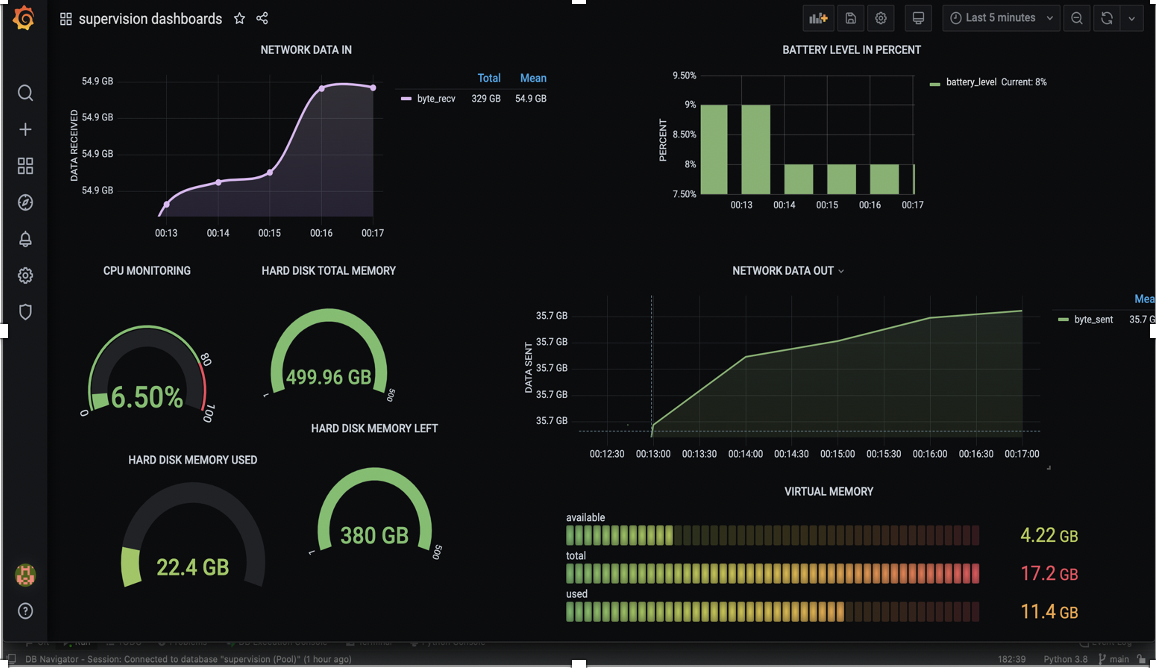 supervision dashboards
Last 5 minutes
NETWORK DATA IN
DATA RECEIVED
54.9 GB
54.9 GB
54.9 GB
54.9 GB
00:13 00:14 00:15 00:16 00:17
Total Mean
byte_recv 329 GB 54.9 GB
BATTERY LEVEL IN PERCENT
PERCENT
9.50%
9%
8.50%
8%
7.50%
00:13 00:14 00:15 00:16 00:17
battery_level Current: 8%
CPU MONITORING
6.50%
0
80
100
HARD DISK TOTAL MEMORY
499.96 GB
1
500
HARD DISK MEMORY LEFT
380 GB
1
500
HARD DISK MEMORY USED
22.4 GB
NETWORK DATA OUT
DATA SENT
35.7 GB
35.7 GB
35.7 GB
35.7 GB
35.7 GB
00:12:30 00:13:00 00:13:30 00:14:00 00:14:30 00:15:00 00:15:30 00:16:00 00:16:30 00:17:00
Mea
byte_sent 35.7 G
VIRTUAL MEMORY
available
4.22 GB
total
17.2 GB
used
11.4 GB
DB Navigator - Session: Connected to database "supervision (Pool)" (1 hour ago)
182:39 Python 3.8 main